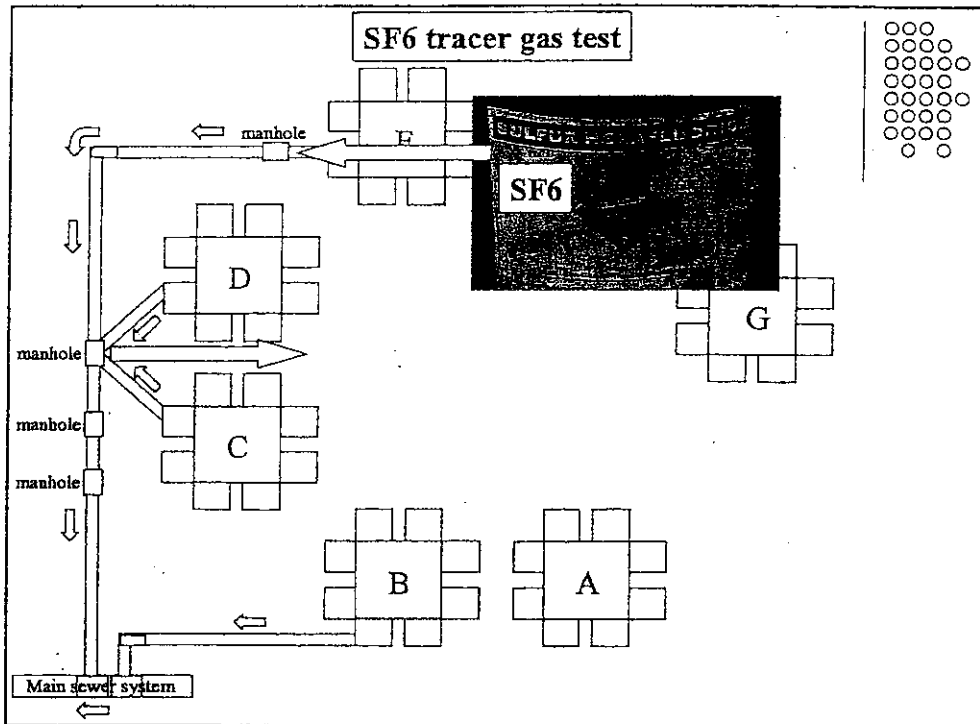 SF6 tracer gas test
manhole
E
SF6
D
G
manhole
manhole
C
manhole
B
A
Main sewer system